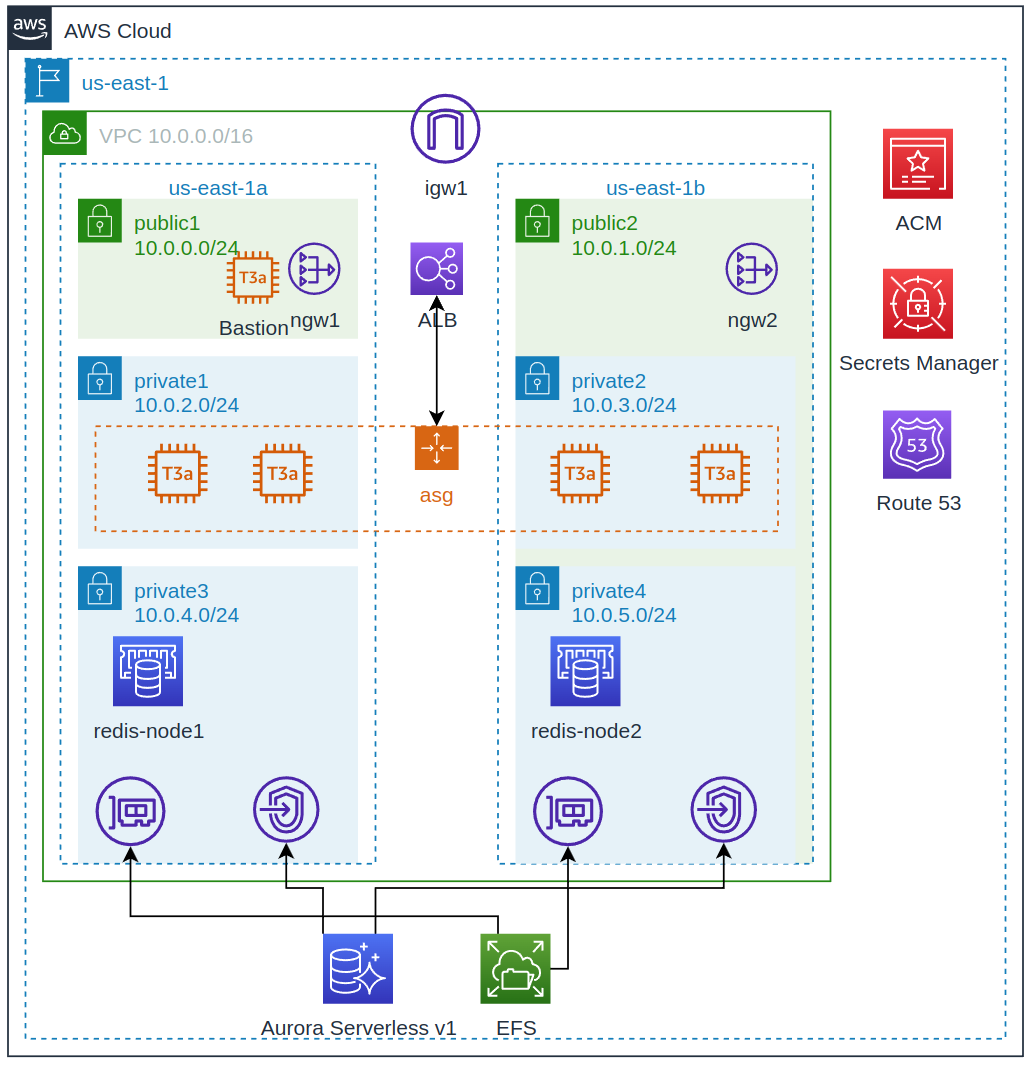 aws
AWS Cloud
us-east-1
VPC 10.0.0.0/16
us-east-1a
igw1
us-east-1b
public1
10.0.0.0/24
T3a
Bastion
ngw1
ALB
public2
10.0.1.0/24
ngw2
ACM
Secrets Manager
53
Route 53
private1
10.0.2.0/24
private2
10.0.3.0/24
T3a
T3a
asg
T3a
T3a
private3
10.0.4.0/24
private4
10.0.5.0/24
redis-node1
redis-node2
Aurora Serverless v1
EFS